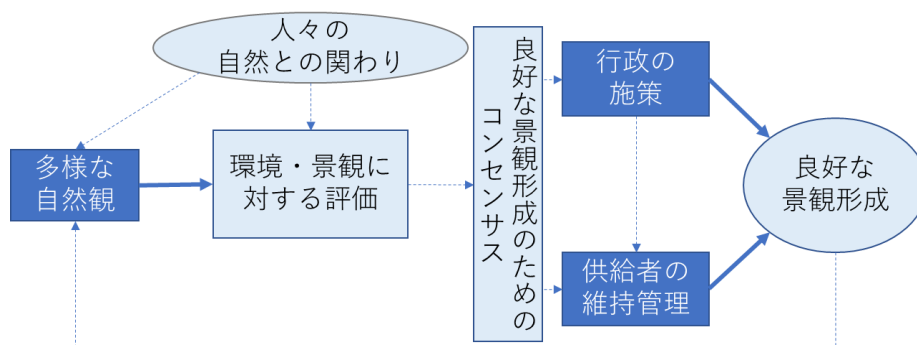 人々の
自然との関わり
多様な
自然観
環境・景観に
対する評価
良好な景観形成のための
コンセンサス
行政の
施策
供給者の
維持管理
良好な
景観形成